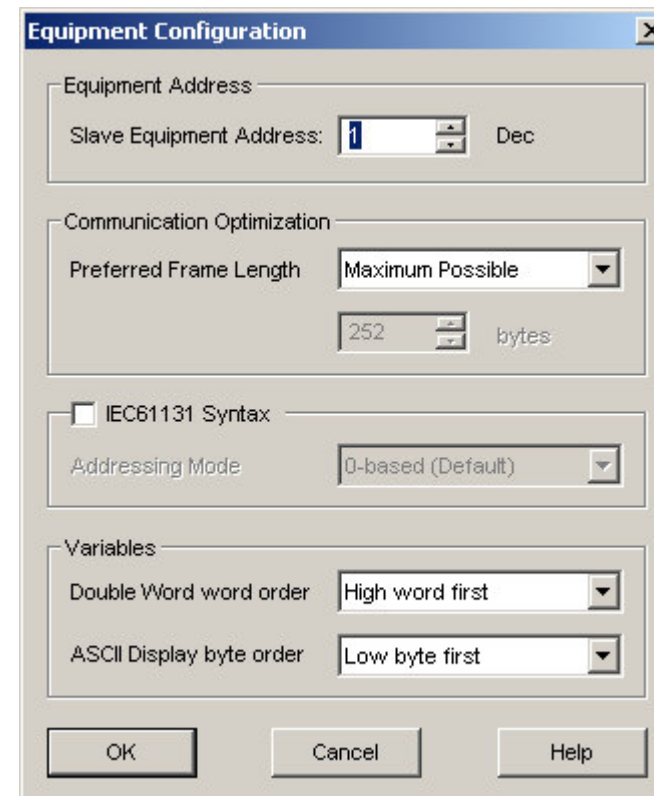 Equipment Configuration
Equipment Address
Slave Equipment Address: 1 Dec
Communication Optimization
Preferred Frame Length Maximum Possible
252 bytes
IEC61131 Syntax
Addressing Mode 0-based (Default)
Variables
Double Word word order High word first
ASCII Display byte order Low byte first
OK Cancel Help